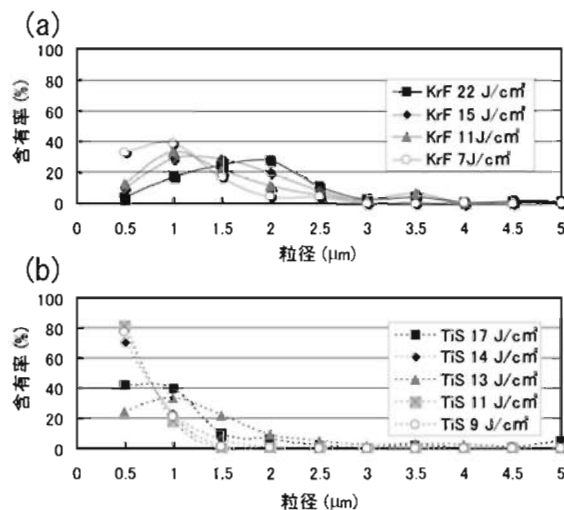 (a)
100
80
60
40
20
0
含有率 (%)
KrF 22 J/c㎡
KrF 15 J/c㎡
KrF 11J/c㎡
KrF 7J/c㎡
0 0.5 1 1.5 2 2.5 3 3.5 4 4.5 5
粒径 (μm)
(b)
100
80
60
40
20
0
含有率 (%)
TiS 17 J/c㎡
TiS 14 J/c㎡
TiS 13 J/c㎡
TiS 11 J/c㎡
TiS 9 J/c㎡
0 0.5 1 1.5 2 2.5 3 3.5 4 4.5 5
粒径 (μm)